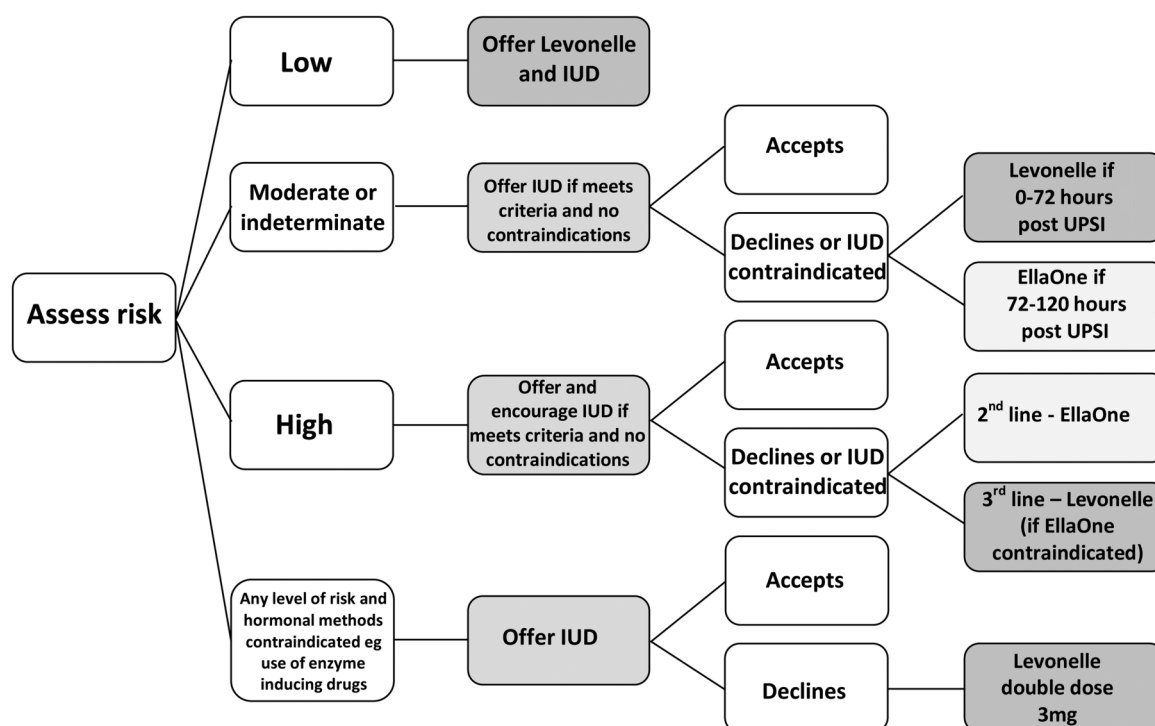 Assess risk
Low
Offer Levonelle
and IUD
Moderate or
indeterminate
Offer IUD if meets
criteria and no
contraindications
Accepts
Declines or IUD
contraindicated
Levonelle if
0-72 hours
post UPSI
EllaOne if
72-120 hours
post UPSI
High
Offer and
encourage IUD if
meets criteria and no
contraindications
Accepts
Declines or IUD
contraindicated
2nd line - EllaOne
3rd line – Levonelle
(if EllaOne
contraindicated)
Any level of risk and
hormonal methods
contraindicated eg
use of enzyme
inducing drugs
Offer IUD
Accepts
Declines
Levonelle
double dose
3mg